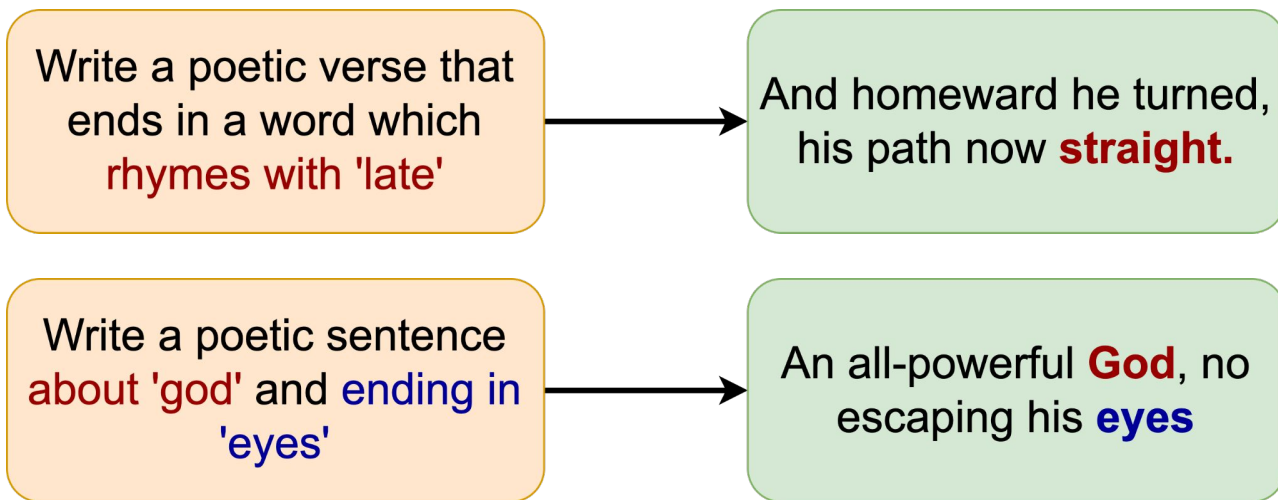 Write a poetic verse that
ends in a word which
rhymes with 'late'
And homeward he turned,
his path now straight.
Write a poetic sentence
about 'god' and ending in
'eyes'
An all-powerful God, no
escaping his eyes